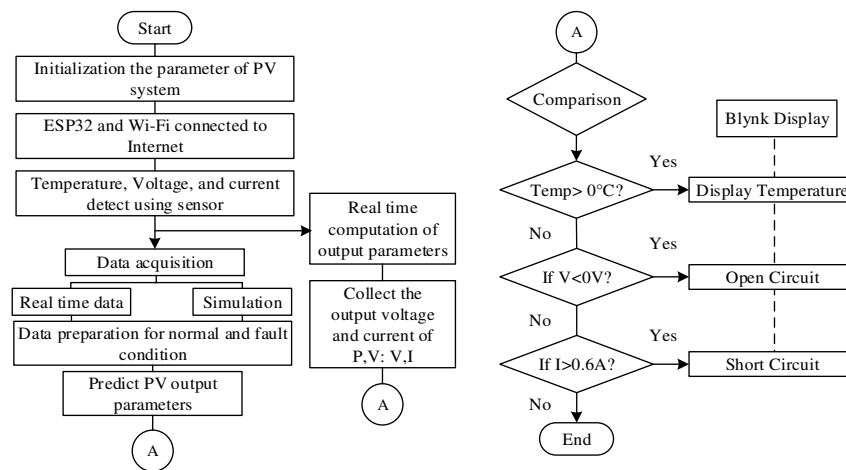 Start
Initialization the parameter of PV
system
ESP32 and Wi-Fi connected to
Internet
Temperature, Voltage, and current
detect using sensor
Data acquisition
Real time data
Simulation
Data preparation for normal and fault
condition
Predict PV output
parameters
A
Real time
computation of
output parameters
Collect the
output voltage
and current of
P,V: V,I
A
A
Comparison
Blynk Display
Temp> 0°C?
Yes
Display Temperature
No
If V<0V?
Yes
Open Circuit
No
If I>0.6A?
Yes
Short Circuit
No
End